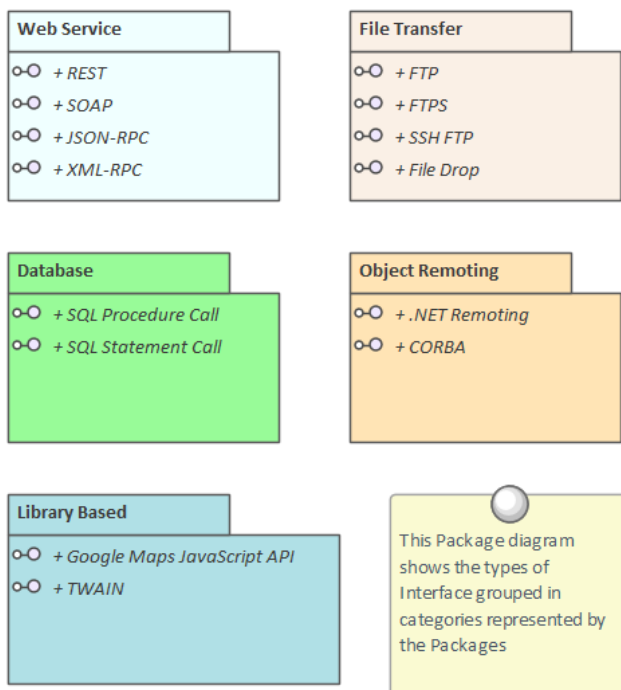 Web Service
+ REST
+ SOAP
+ JSON-RPC
+ XML-RPC
File Transfer
+ FTP
+ FTPS
+ SSH FTP
+ File Drop
Database
+ SQL Procedure Call
+ SQL Statement Call
Object Remoting
+ .NET Remoting
+ CORBA
Library Based
+ Google Maps JavaScript API
+ TWAIN
This Package diagram
shows the types of
Interface grouped in
categories represented by
the Packages